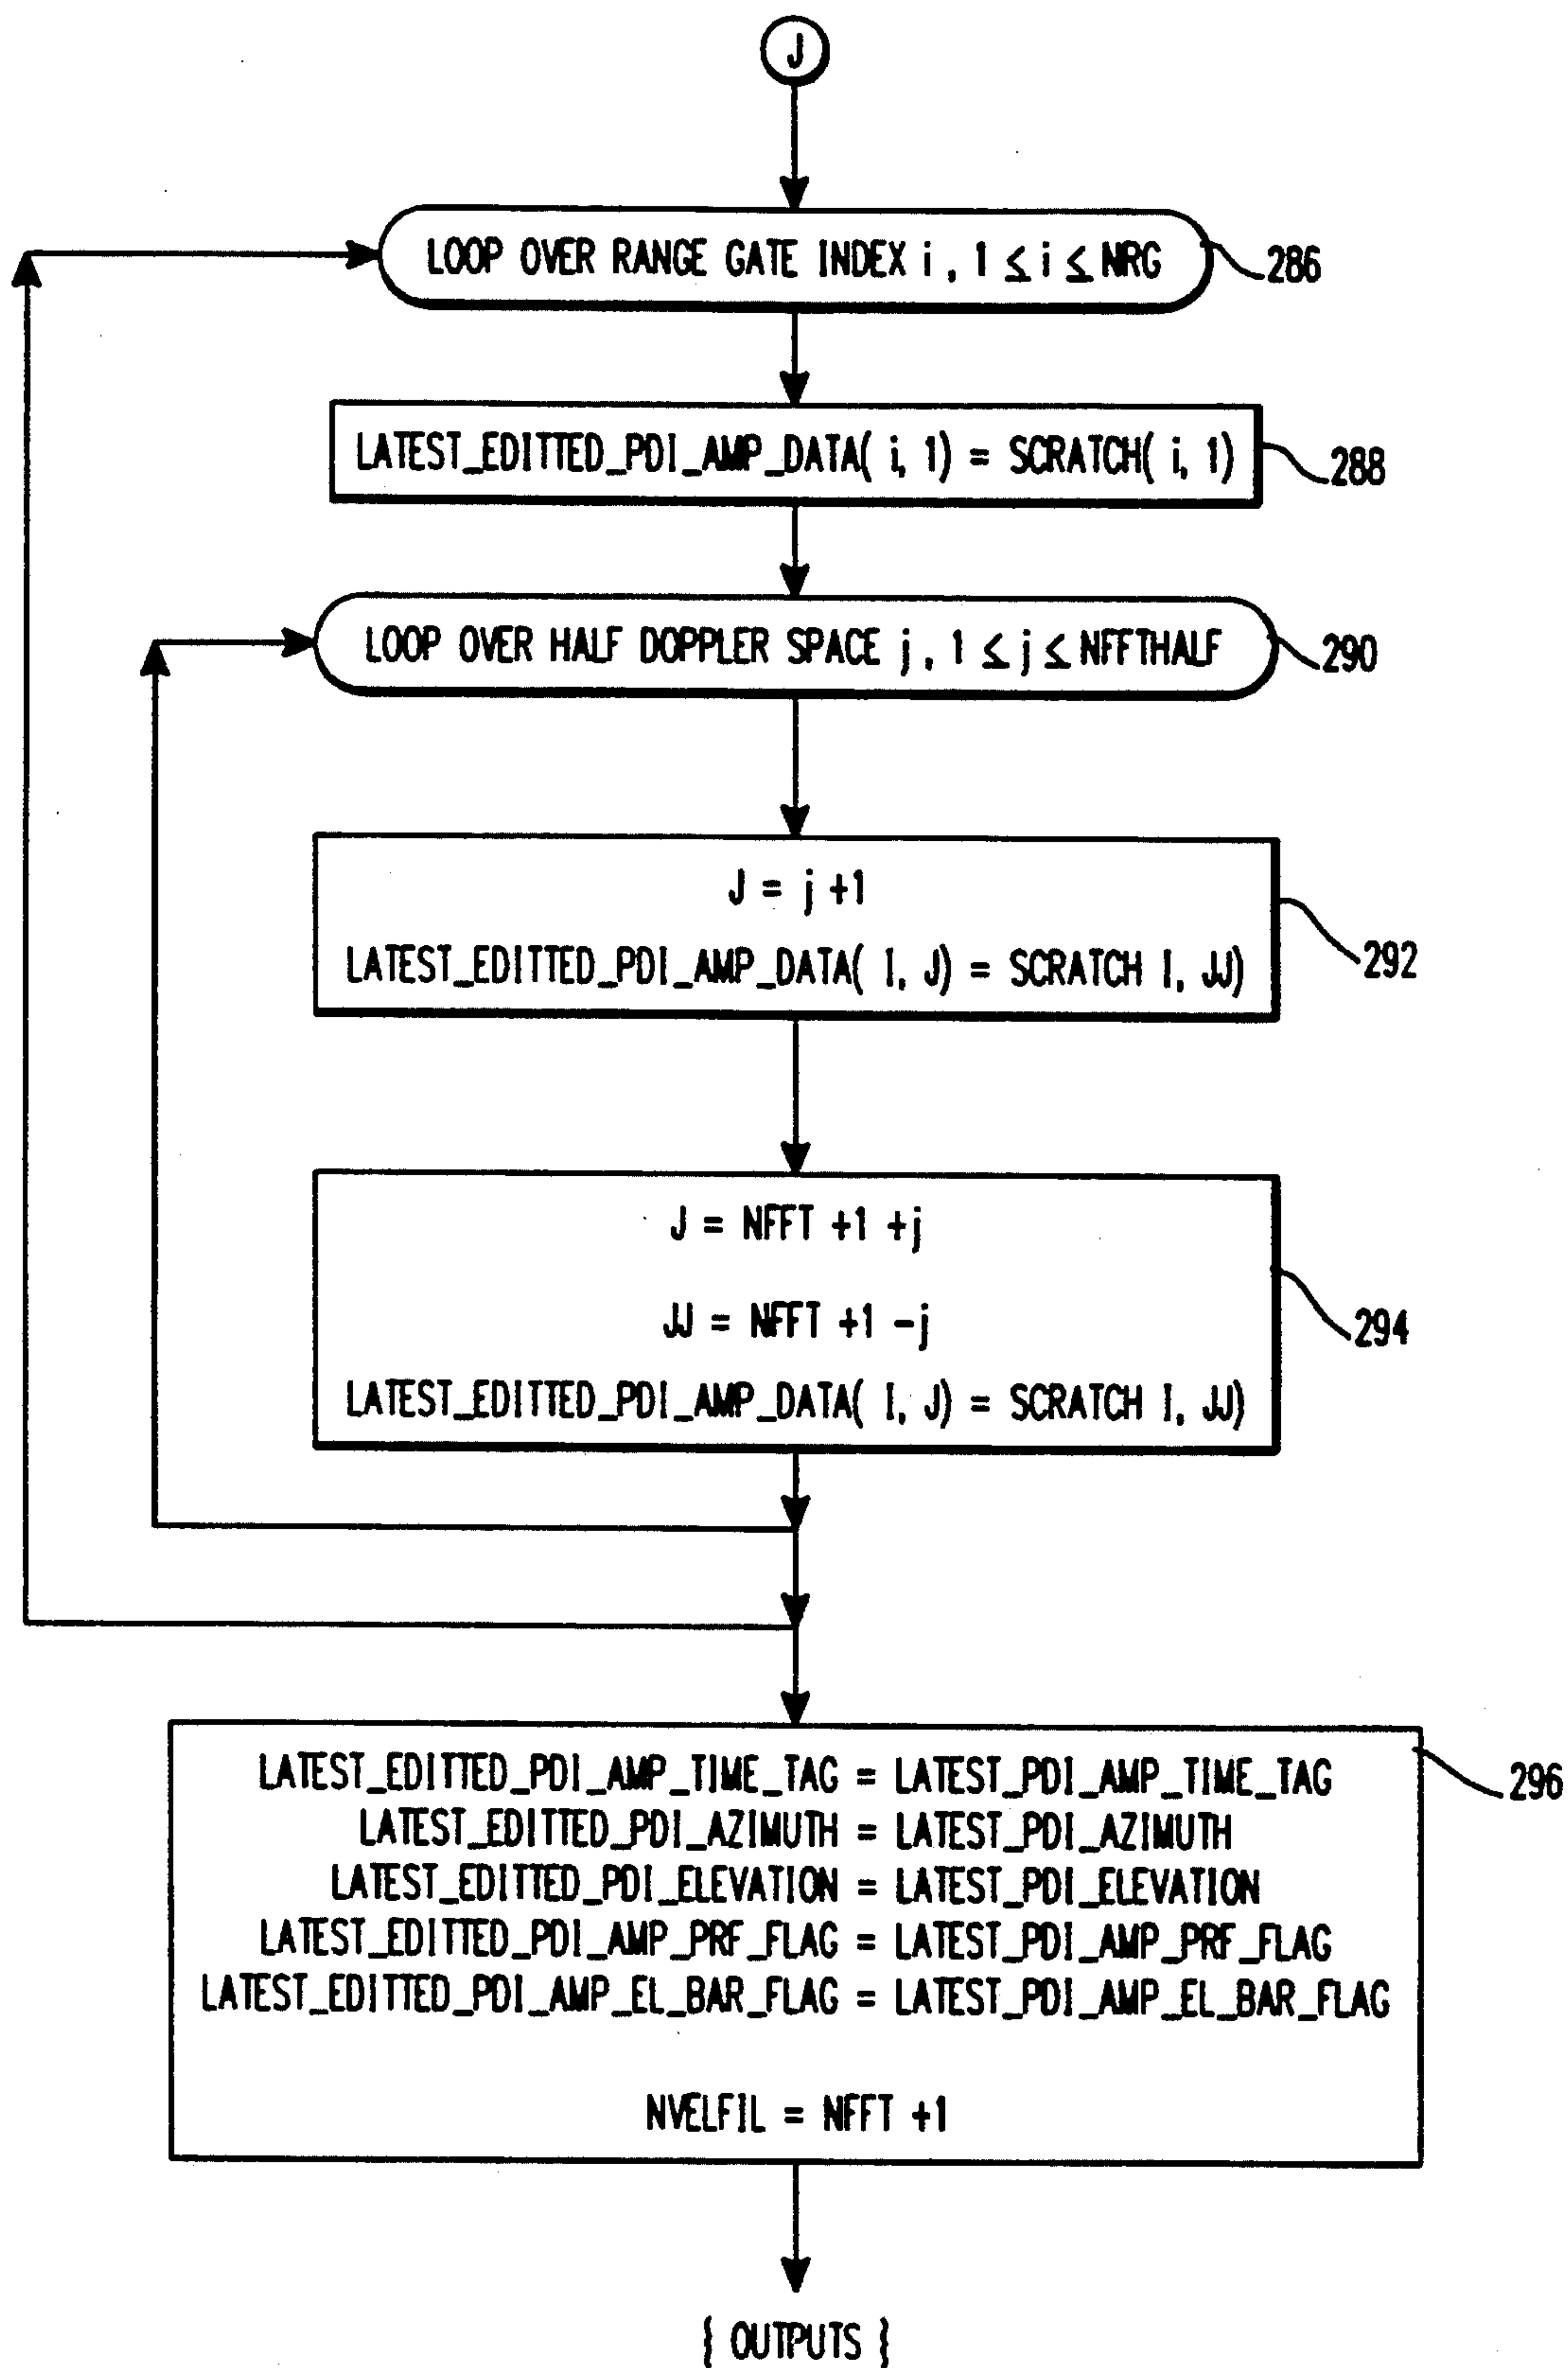 J
LOOP OVER RANGE GATE INDEX i , 1 ≤ i ≤ NRG
286
LATEST_EDITTED_PDI_AMP_DATA( i, 1) = SCRATCH( i, 1)
288
LOOP OVER HALF DOPPLER SPACE j , 1 ≤ j ≤ NFFTHALF
290
J = j +1
LATEST_EDITTED_PDI_AMP_DATA( I, J) = SCRATCH I, JJ)
292
J = NFFT +1 +j
JJ = NFFT +1 -j
LATEST_EDITTED_PDI_AMP_DATA( I, J) = SCRATCH I, JJ)
294
LATEST_EDITTED_PDI_AMP_TIME_TAG = LATEST_PDI_AMP_TIME_TAG
LATEST_EDITTED_PDI_AZIMUTH = LATEST_PDI_AZIMUTH
LATEST_EDITTED_PDI_ELEVATION = LATEST_PDI_ELEVATION
LATEST_EDITTED_PDI_AMP_PRF_FLAG = LATEST_PDI_AMP_PRF_FLAG
LATEST_EDITTED_PDI_AMP_EL_BAR_FLAG = LATEST_PDI_AMP_EL_BAR_FLAG
NVELFIL = NFFT +1
296
{ OUTPUTS }